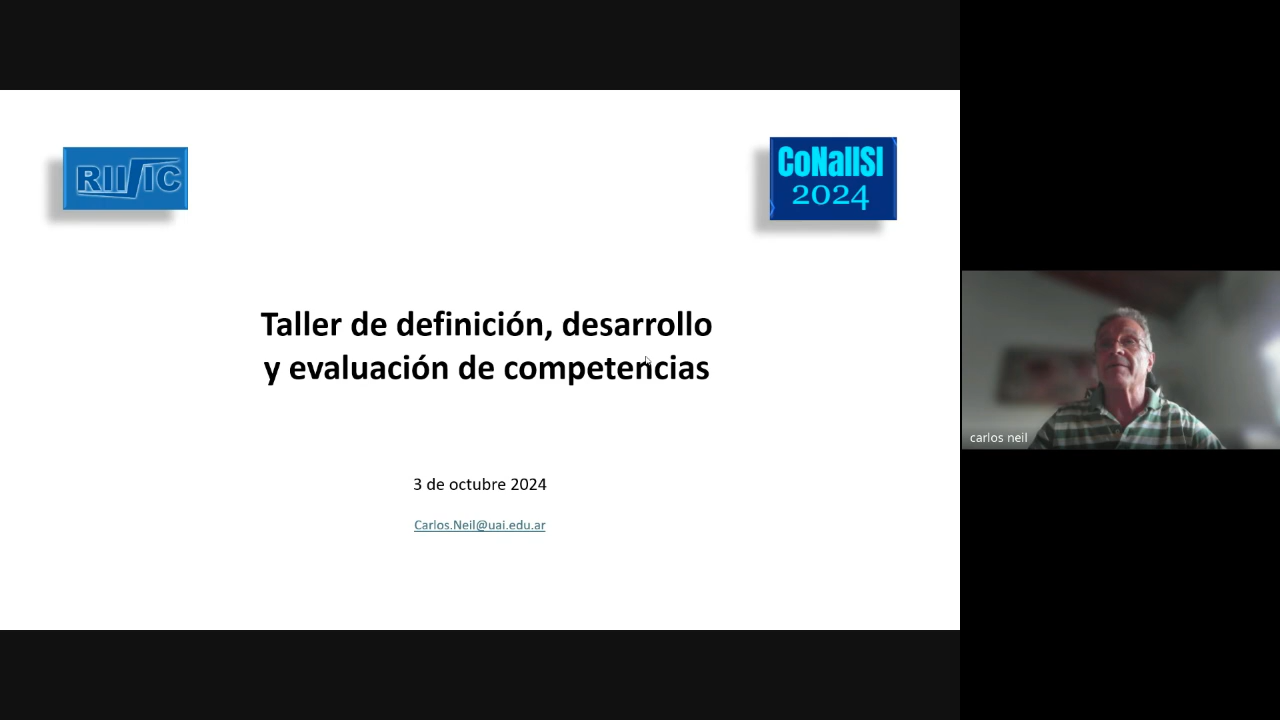 RIISIC
CoNaIISI
2024
Taller de definición, desarrollo
y evaluación de competencias
3 de octubre 2024
Carlos.Neil@uai.edu.ar
carlos neil